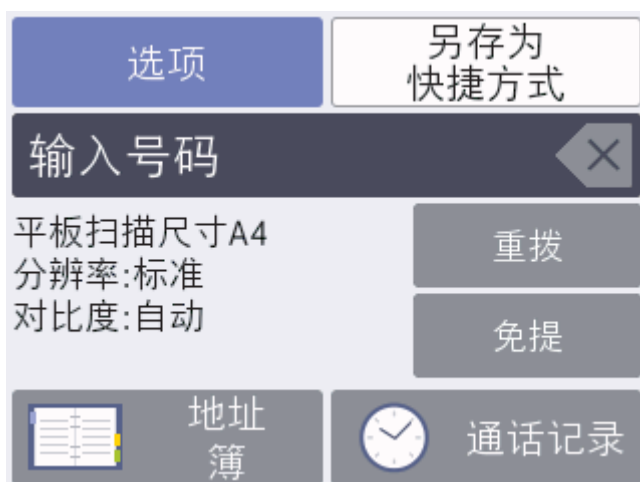 选项
另存为
快捷方式
输入号码
平板扫描尺寸A4
分辨率:标准
对比度:自动
重拨
免提
地址
簿
通话记录